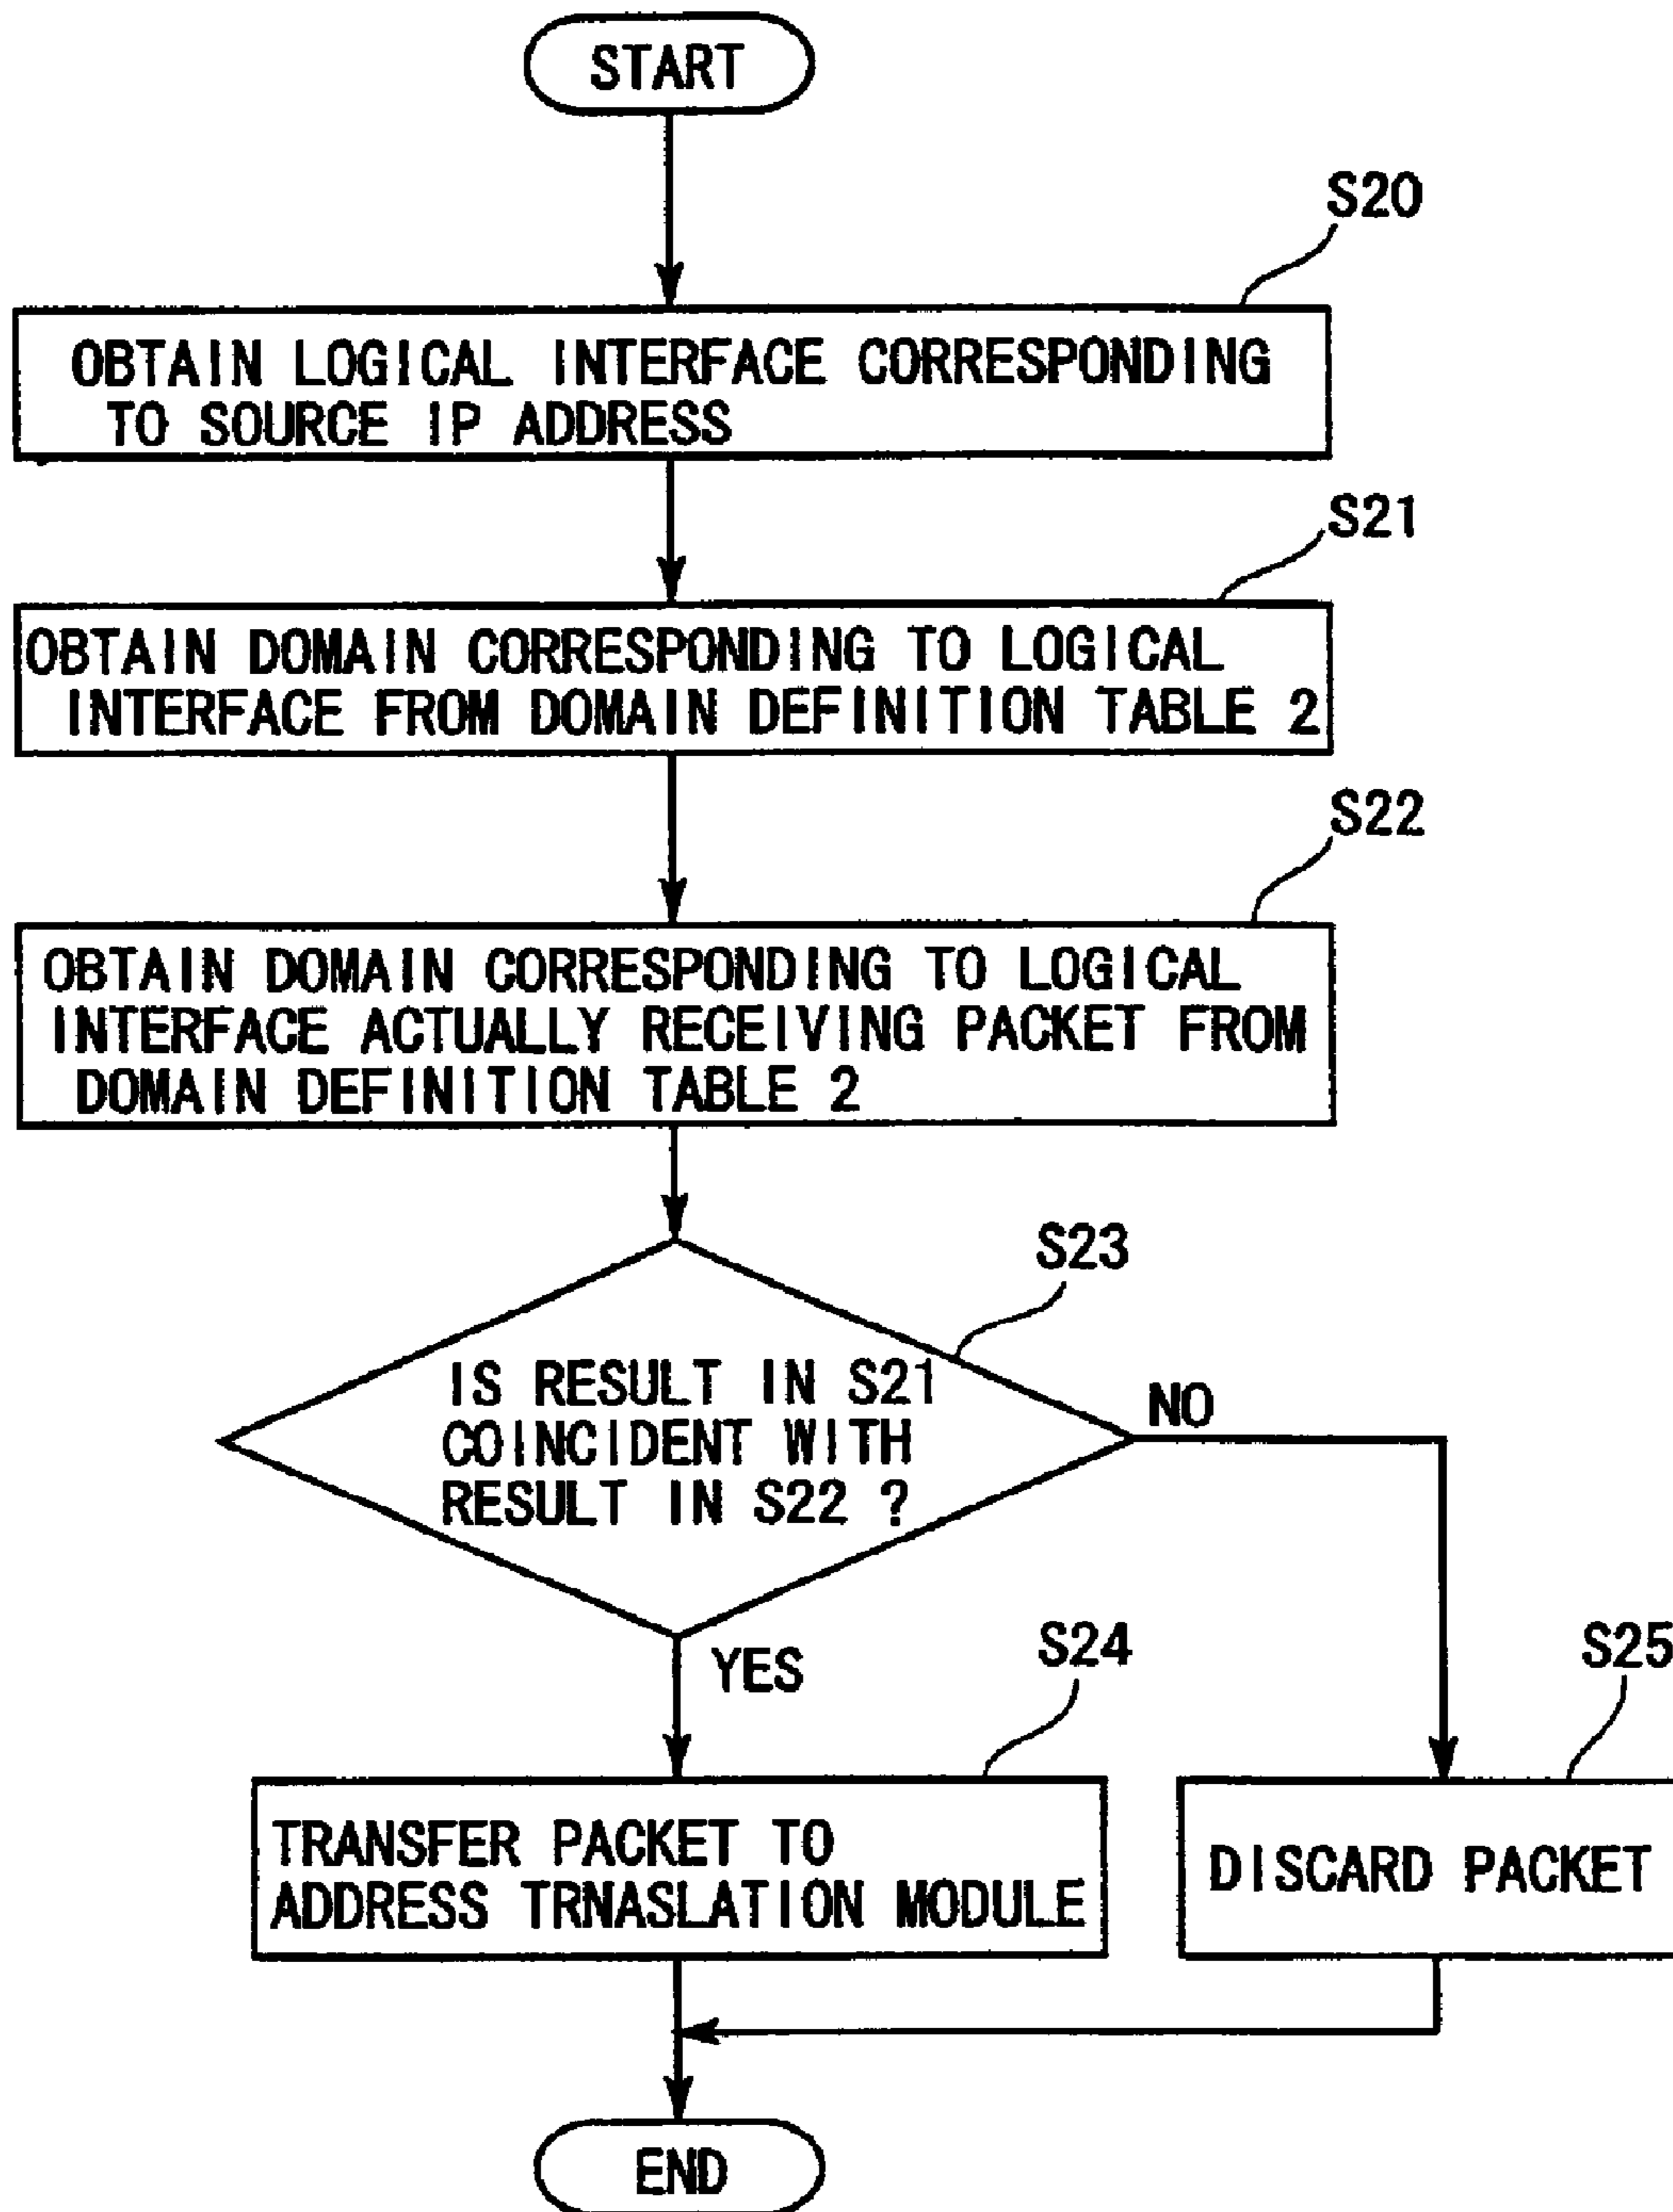 START
S20
OBTAIN LOGICAL INTERFACE CORRESPONDING
TO SOURCE IP ADDRESS
S21
OBTAIN DOMAIN CORRESPONDING TO LOGICAL
INTERFACE FROM DOMAIN DEFINITION TABLE 2
S22
OBTAIN DOMAIN CORRESPONDING TO LOGICAL
INTERFACE ACTUALLY RECEIVING PACKET FROM
DOMAIN DEFINITION TABLE 2
S23
IS RESULT IN S21
COINCIDENT WITH
RESULT IN S22 ?
NO
YES
S24
TRANSFER PACKET TO
ADDRESS TRNASLATION MODULE
S25
DISCARD PACKET
END